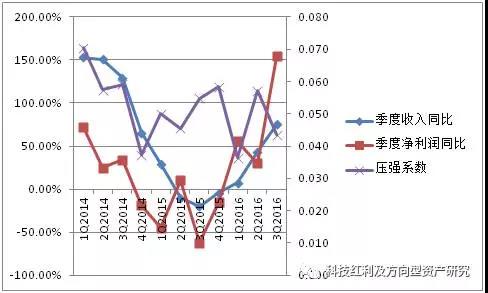 200.00%
150.00%
100.00%
50.00%
0.00%
-50.00%
-100.00%
0.080
0.070
0.060
0.050
0.040
0.030
0.020
0.010
0.000
1Q2014
2Q2014
3Q2014
4Q2014
1Q2015
2Q2015
3Q2015
4Q2015
1Q2016
2Q2016
3Q2016
季度收入同比
季度净利润同比
压强系数
科技红利及方向型资产研究